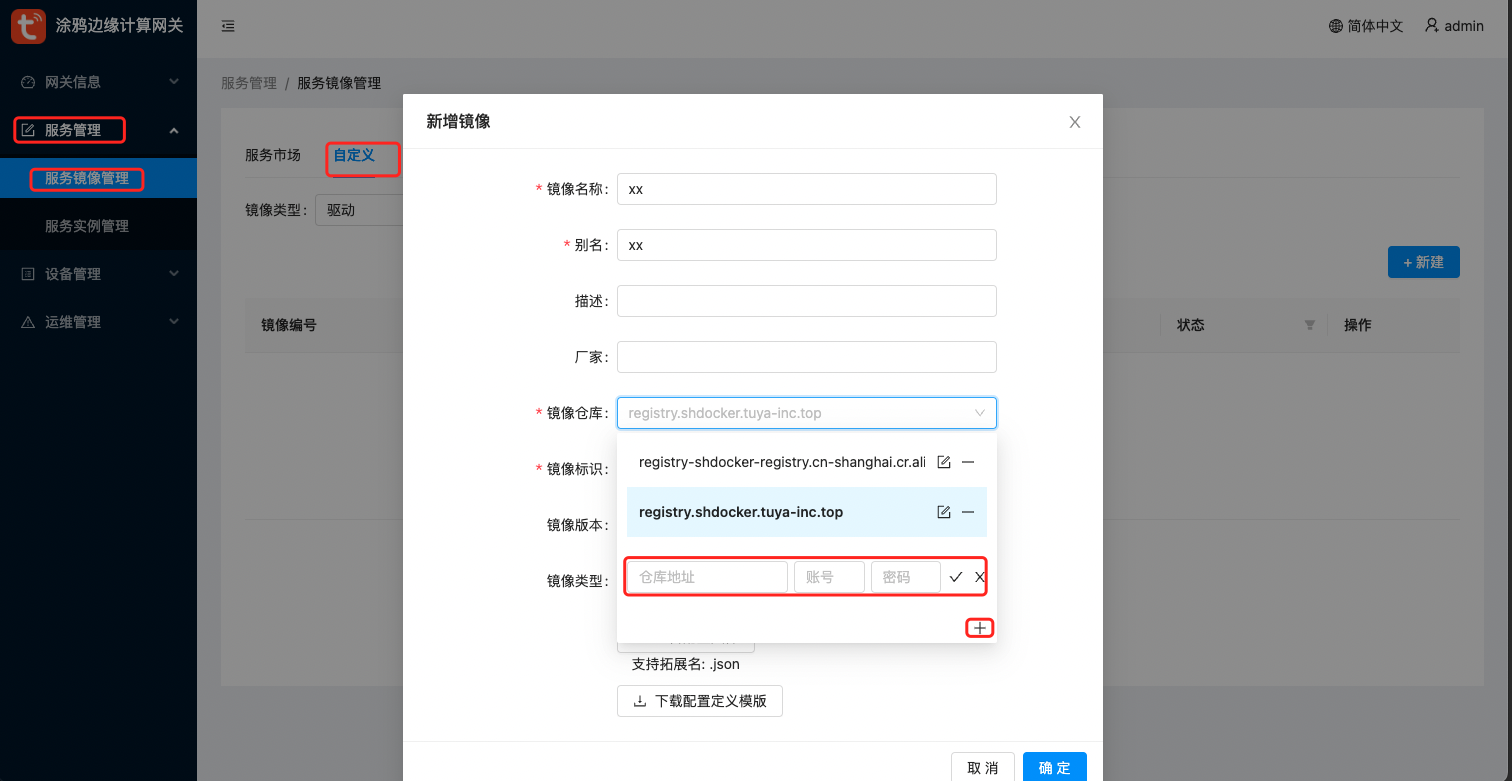 涂鸦边缘计算网关
简体中文 admin
网关信息
服务管理
服务镜像管理
服务实例管理
设备管理
运维管理
服务管理 / 服务镜像管理
服务市场 自定义
镜像类型: 驱动
+ 新建
镜像编号 状态 操作
新增镜像
* 镜像名称: xx
* 别名: xx
描述:
厂家:
* 镜像仓库: registry.shdocker.tuya-inc.top
registry-shdocker-registry.cn-shanghai.cr.ali
* 镜像标识:
registry.shdocker.tuya-inc.top
镜像版本:
镜像类型: 仓库地址 账号 密码
支持拓展名: .json
下载配置定义模版
取消 确定